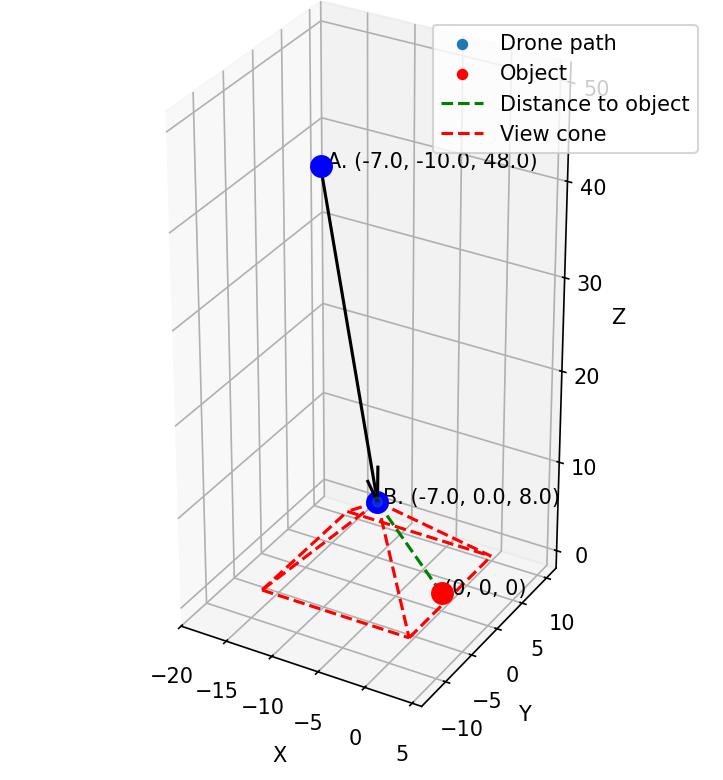 Drone path
Object
Distance to object
View cone
A. (-7.0, -10.0, 48.0)
B. (-7.0, 0.0, 8.0)
(0, 0, 0)
50
40
30
20
10
0
Z
−20
−15
−10
−5
0
5
X
−10
−5
0
5
10
Y